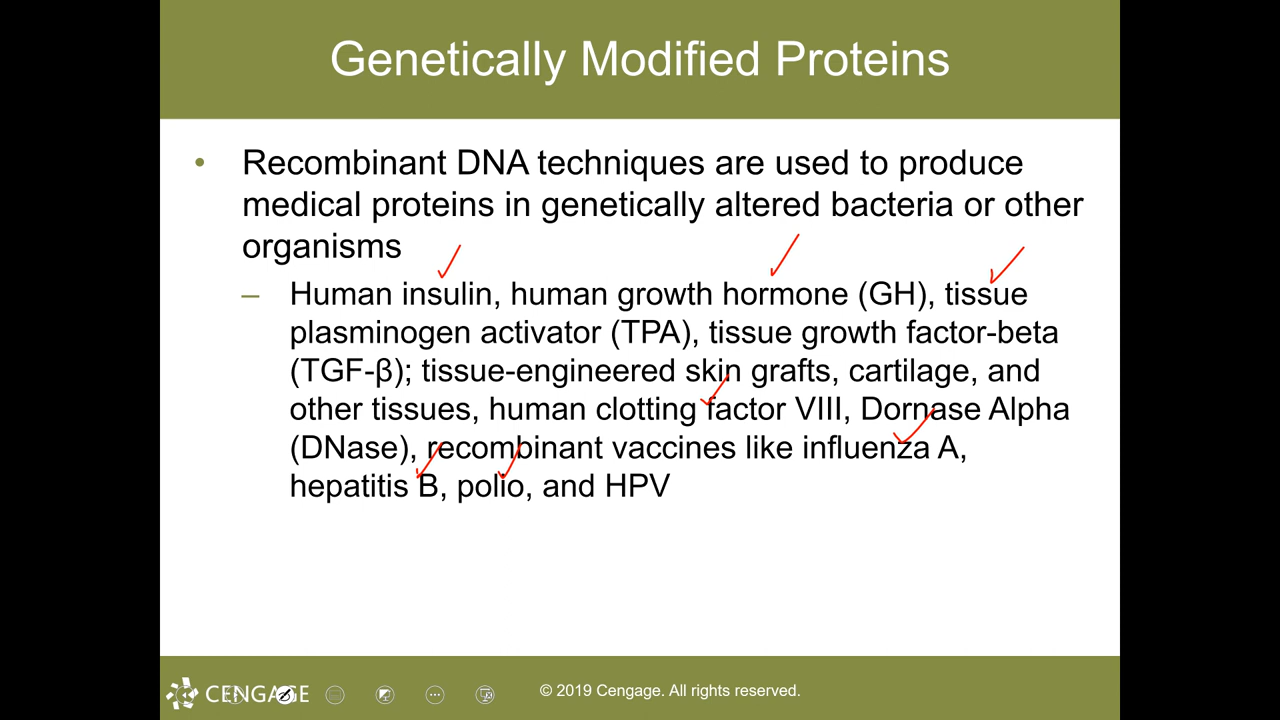 Genetically Modified Proteins
• Recombinant DNA techniques are used to produce
medical proteins in genetically altered bacteria or other
organisms
– Human insulin, human growth hormone (GH), tissue
plasminogen activator (TPA), tissue growth factor-beta
(TGF-β); tissue-engineered skin grafts, cartilage, and
other tissues, human clotting factor VIII, Dornase Alpha
(DNase), recombinant vaccines like influenza A,
hepatitis B, polio, and HPV
CENGAGE
© 2019 Cengage. All rights reserved.